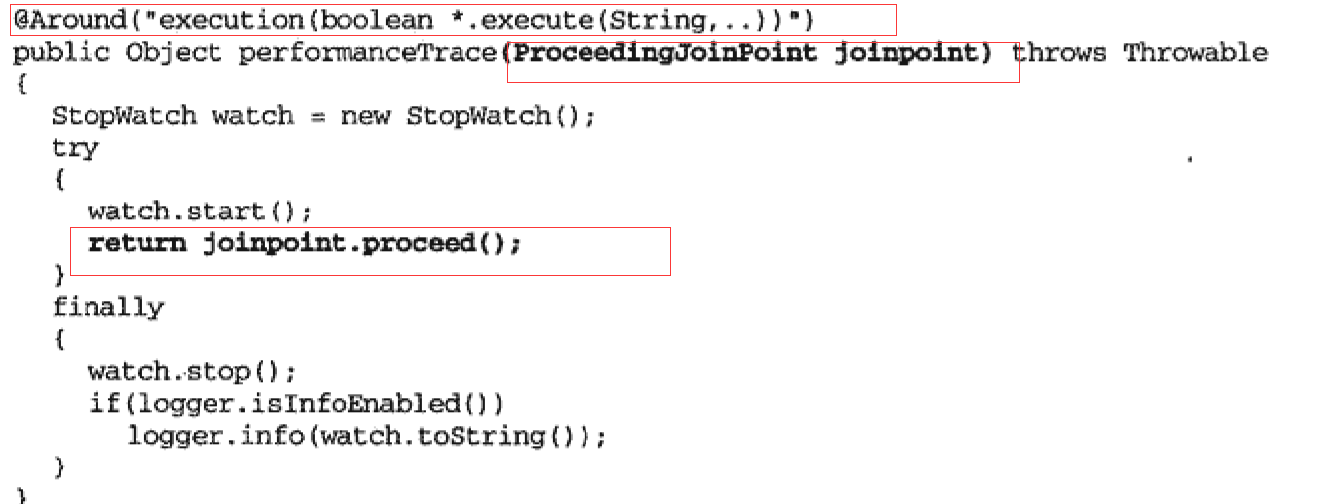 @Around("execution(boolean *.execute(String,..))")
public Object performanceTrace(ProceedingJoinPoint joinpoint) throws Throwable
{
StopWatch watch = new StopWatch();
try
{
watch.start();
return joinpoint.proceed();
}
finally
{
watch.stop();
if(logger.isInfoEnabled())
logger.info(watch.toString());
}
}